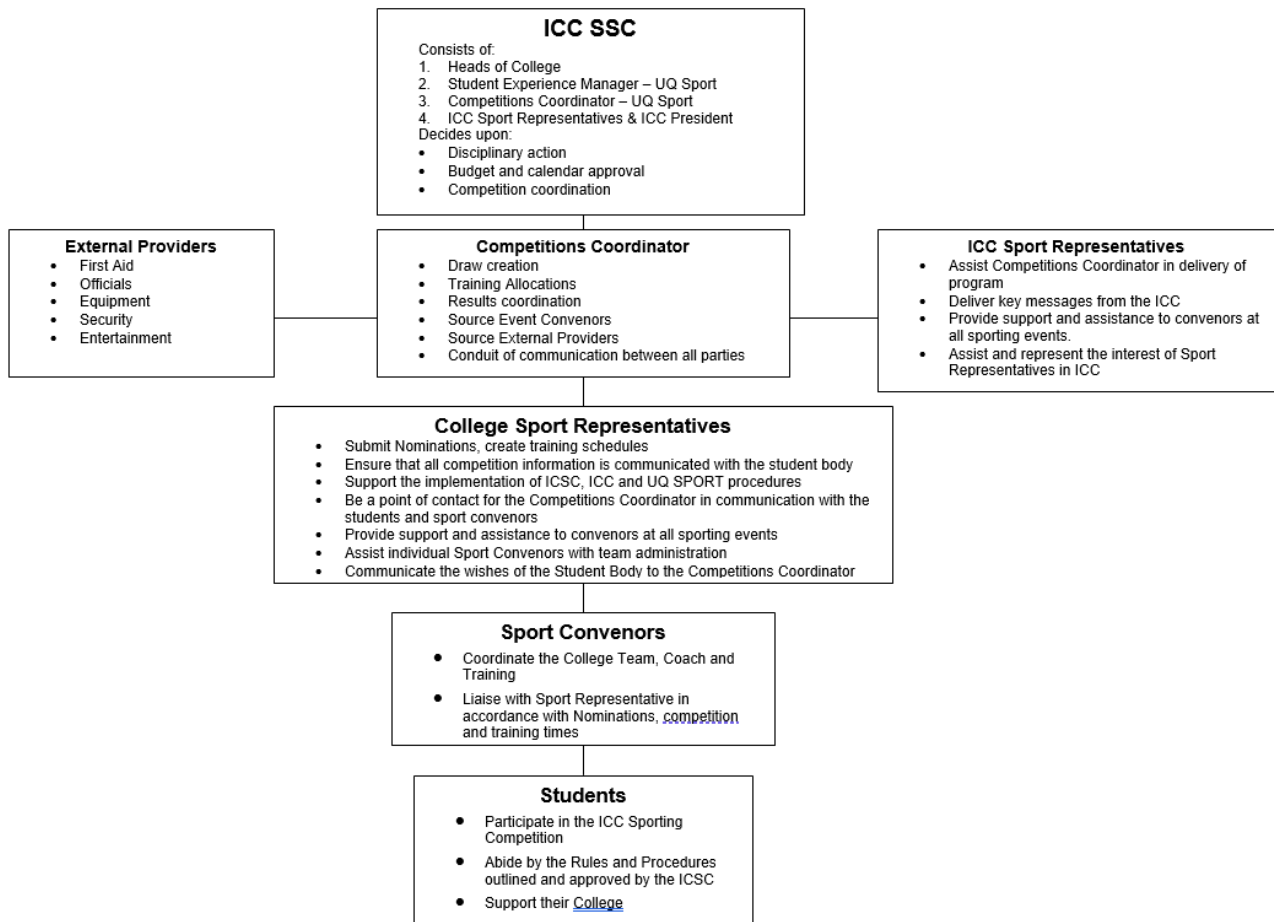 ICC SSC
Consists of:
1. Heads of College
2. Student Experience Manager – UQ Sport
3. Competitions Coordinator – UQ Sport
4. ICC Sport Representatives & ICC President
Decides upon:
• Disciplinary action
• Budget and calendar approval
• Competition coordination
External Providers
• First Aid
• Officials
• Equipment
• Security
• Entertainment
Competitions Coordinator
• Draw creation
• Training Allocations
• Results coordination
• Source Event Convenors
• Source External Providers
• Conduit of communication between all parties
ICC Sport Representatives
• Assist Competitions Coordinator in delivery of
program
• Deliver key messages from the ICC
• Provide support and assistance to convenors at
all sporting events.
• Assist and represent the interest of Sport
Representatives in ICC
College Sport Representatives
• Submit Nominations, create training schedules
• Ensure that all competition information is communicated with the student body
• Support the implementation of ICSC, ICC and UQ SPORT procedures
• Be a point of contact for the Competitions Coordinator in communication with the
students and sport convenors
• Provide support and assistance to convenors at all sporting events
• Assist individual Sport Convenors with team administration
• Communicate the wishes of the Student Body to the Competitions Coordinator
Sport Convenors
• Coordinate the College Team, Coach and
Training
• Liaise with Sport Representative in
accordance with Nominations, competition
and training times
Students
• Participate in the ICC Sporting
Competition
• Abide by the Rules and Procedures
outlined and approved by the ICSC
• Support their College